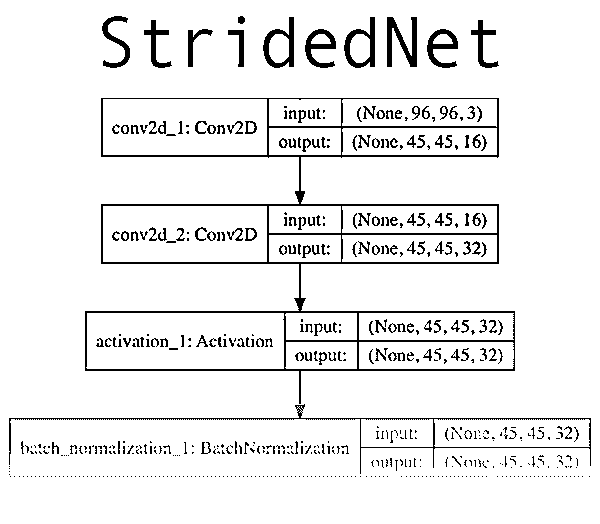 StridedNet
conv2d_1: Conv2D
input: (None, 96, 96, 3)
output: (None, 45, 45, 16)
conv2d_2: Conv2D
input: (None, 45, 45, 16)
output: (None, 45, 45, 32)
activation_1: Activation
input: (None, 45, 45, 32)
output: (None, 45, 45, 32)
batch_normalization_1: BatchNormalization
input: (None, 45, 45, 32)
output: (None, 45, 45, 32)